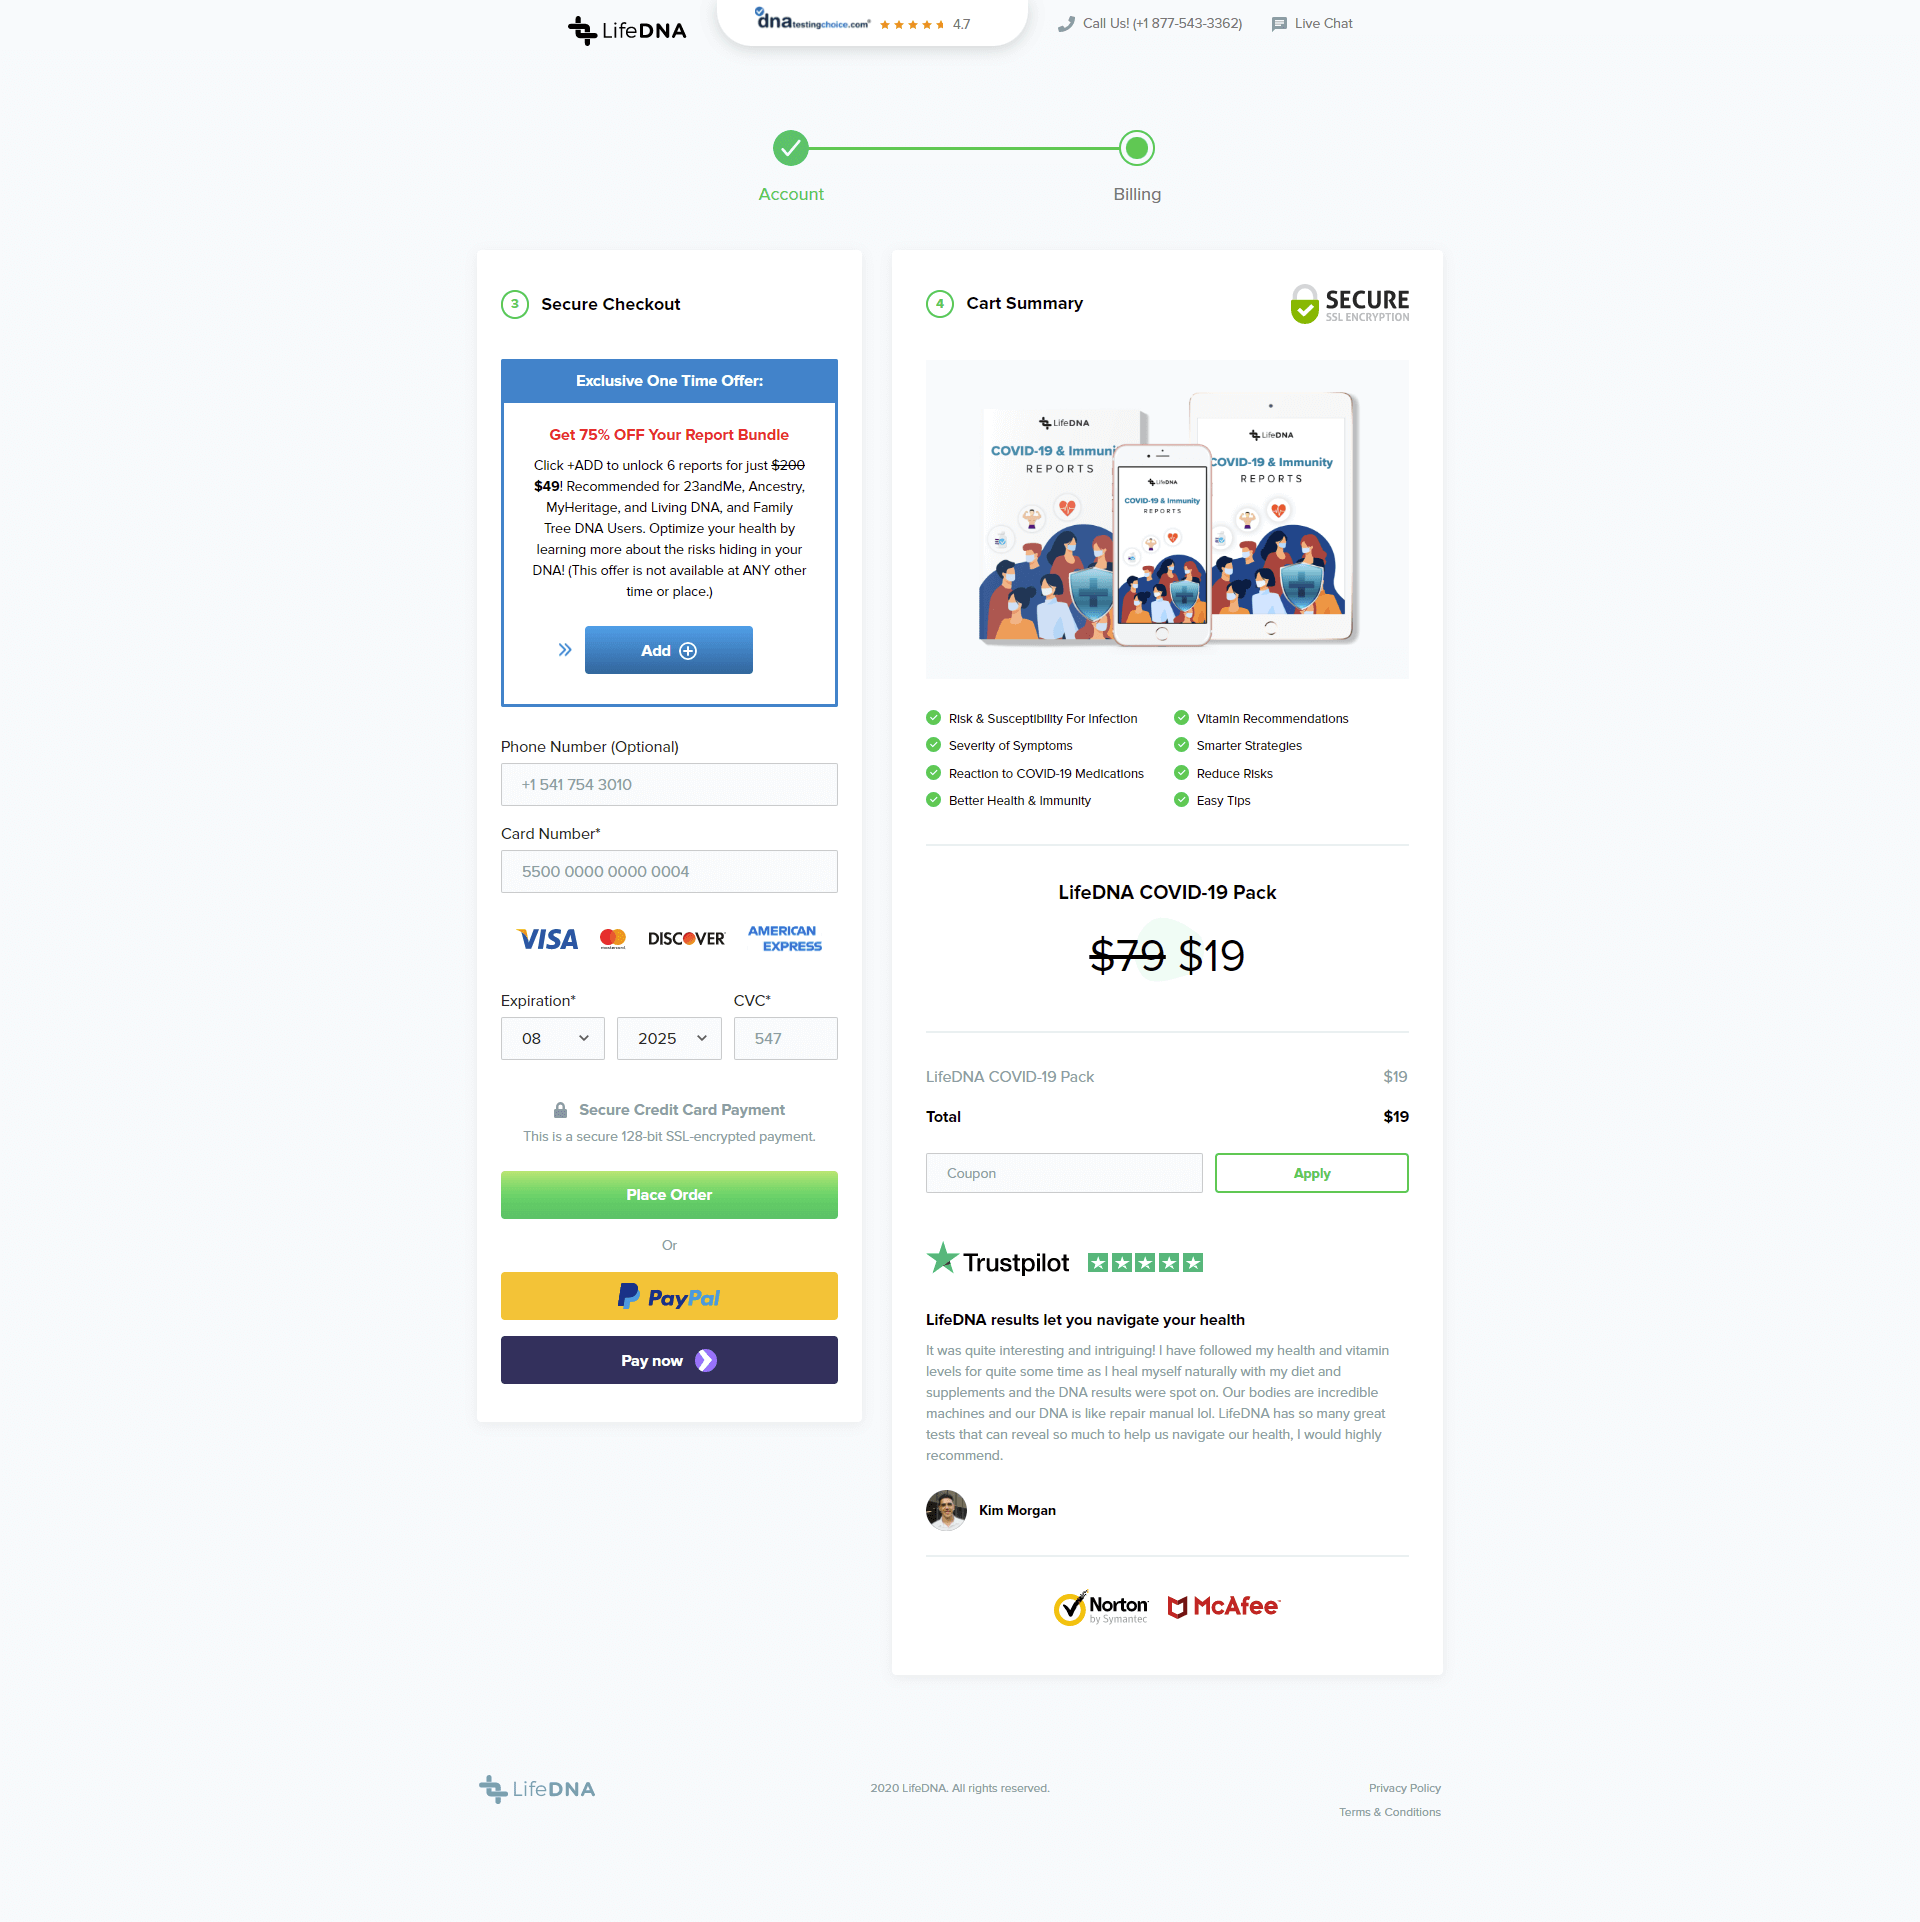 LifeDNA
dnatestingchoice.com
4.7
Call Us! (+1 877-543-3362)
Live Chat
Account
Billing
3
Secure Checkout
Exclusive One Time Offer:
Get 75% OFF Your Report Bundle
Click +ADD to unlock 6 reports for just $200
$49! Recommended for 23andMe, Ancestry,
MyHeritage, and Living DNA, and Family
Tree DNA Users. Optimize your health by
learning more about the risks hiding in your
DNA! (This offer is not available at ANY other
time or place.)
Add
Phone Number (Optional)
+1 541 754 3010
Card Number*
5500 0000 0000 0004
VISA
mastercard
DISCOVER
AMERICAN
EXPRESS
Expiration*
CVC*
08
2025
547
Secure Credit Card Payment
This is a secure 128-bit SSL-encrypted payment.
Place Order
Or
PayPal
Pay now
4
Cart Summary
SECURE
SSL ENCRYPTION
LifeDNA
COVID-19 & Immuni
REPORTS
LifeDNA
COVID-19 & Immunity
REPORTS
LifeDNA
COVID-19 & Immunity
REPORTS
Risk & Susceptibility For Infection
Vitamin Recommendations
Severity of Symptoms
Smarter Strategies
Reaction to COVID-19 Medications
Reduce Risks
Better Health & Immunity
Easy Tips
LifeDNA COVID-19 Pack
$79 $19
LifeDNA COVID-19 Pack
$19
Total
$19
Coupon
Apply
Trustpilot
LifeDNA results let you navigate your health
It was quite interesting and intriguing! I have followed my health and vitamin
levels for quite some time as I heal myself naturally with my diet and
supplements and the DNA results were spot on. Our bodies are incredible
machines and our DNA is like repair manual lol. LifeDNA has so many great
tests that can reveal so much to help us navigate our health, I would highly
recommend.
Kim Morgan
Norton
by Symantec
McAfee
LifeDNA
2020 LifeDNA. All rights reserved.
Privacy Policy
Terms & Conditions